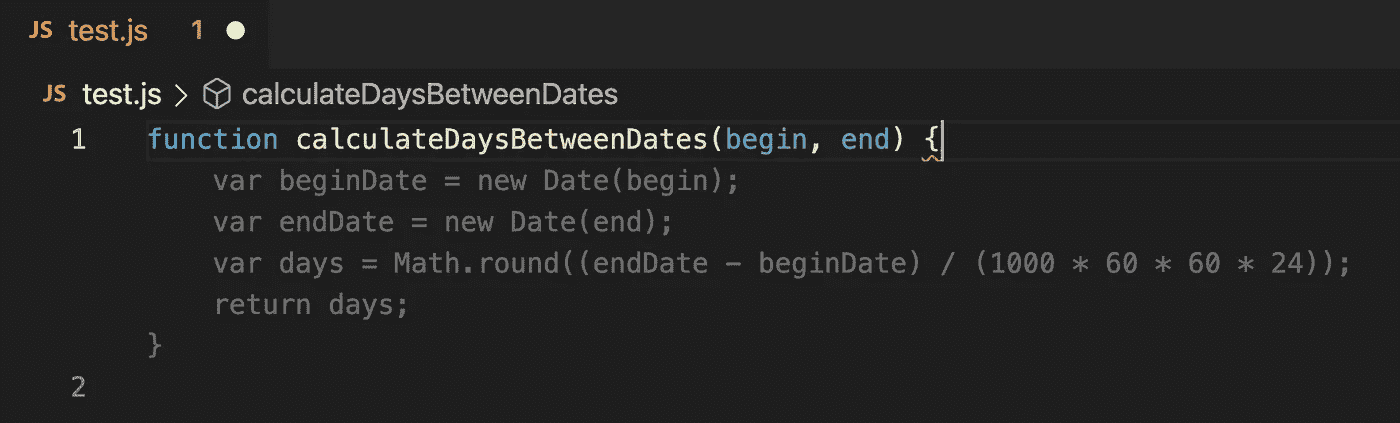 JS test.js 1
JS test.js > calculateDaysBetweenDates
1 function calculateDaysBetweenDates(begin, end) {
var beginDate = new Date(begin);
var endDate = new Date(end);
var days = Math.round((endDate - beginDate) / (1000 * 60 * 60 * 24));
return days;
}
2